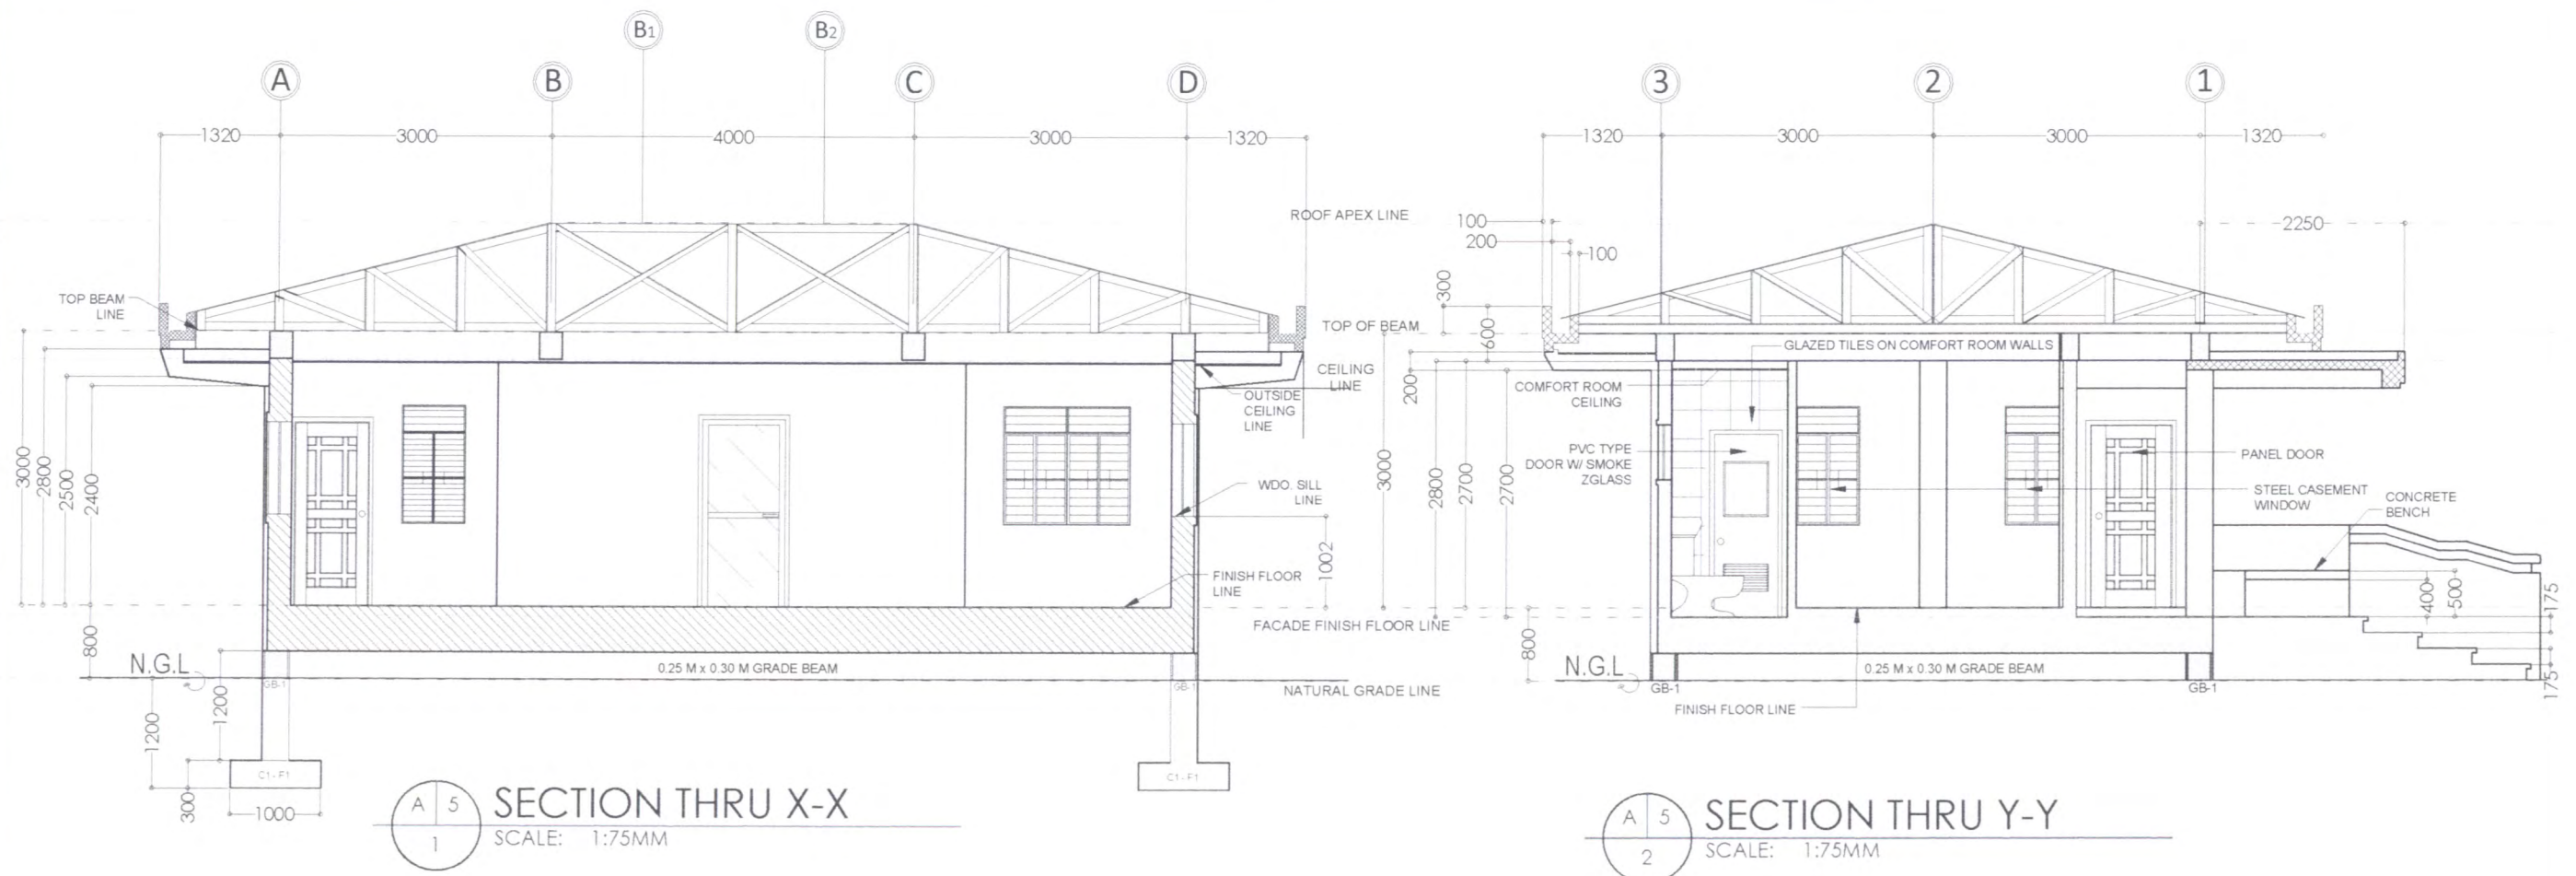 A
B
B1
B2
C
D
1320
3000
4000
3000
1320
ROOF APEX LINE
TOP BEAM
LINE
TOP OF BEAM
CEILING
LINE
OUTSIDE
CEILING
LINE
WDO. SILL
LINE
FINISH FLOOR
LINE
FACADE FINISH FLOOR LINE
NATURAL GRADE LINE
3000
2800
2500
2400
800
N.G.L
1200
1200
300
1000
3000
1002
0.25 M x 0.30 M GRADE BEAM
GB-1
GB-1
C1 - F1
C1 - F1
A 5
1
SECTION THRU X-X
SCALE: 1:75MM
3
2
1
1320
3000
3000
1320
100
200
100
300
600
200
2250
GLAZED TILES ON COMFORT ROOM WALLS
COMFORT ROOM
CEILING
PVC TYPE
DOOR W/ SMOKE
ZGLASS
2800
2700
2700
800
PANEL DOOR
STEEL CASEMENT
WINDOW
CONCRETE
BENCH
400
500
175
175
N.G.L
GB-1
0.25 M x 0.30 M GRADE BEAM
GB-1
FINISH FLOOR LINE
A 5
2
SECTION THRU Y-Y
SCALE: 1:75MM